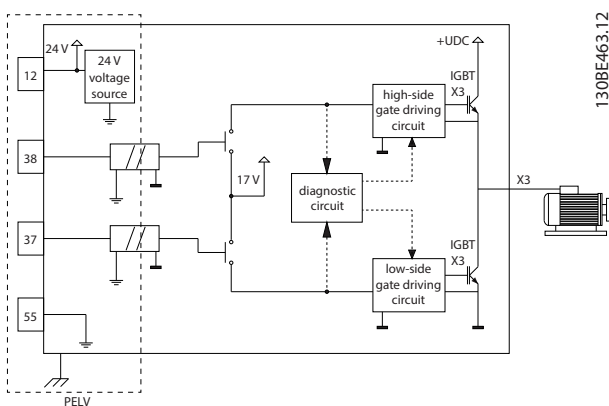 130BE463.12
24 V
+UDC
12
24 V
voltage
source
IGBT
X3
high-side
gate driving
circuit
38
17 V
diagnostic
circuit
X3
37
IGBT
X3
low-side
gate driving
circuit
55
PELV